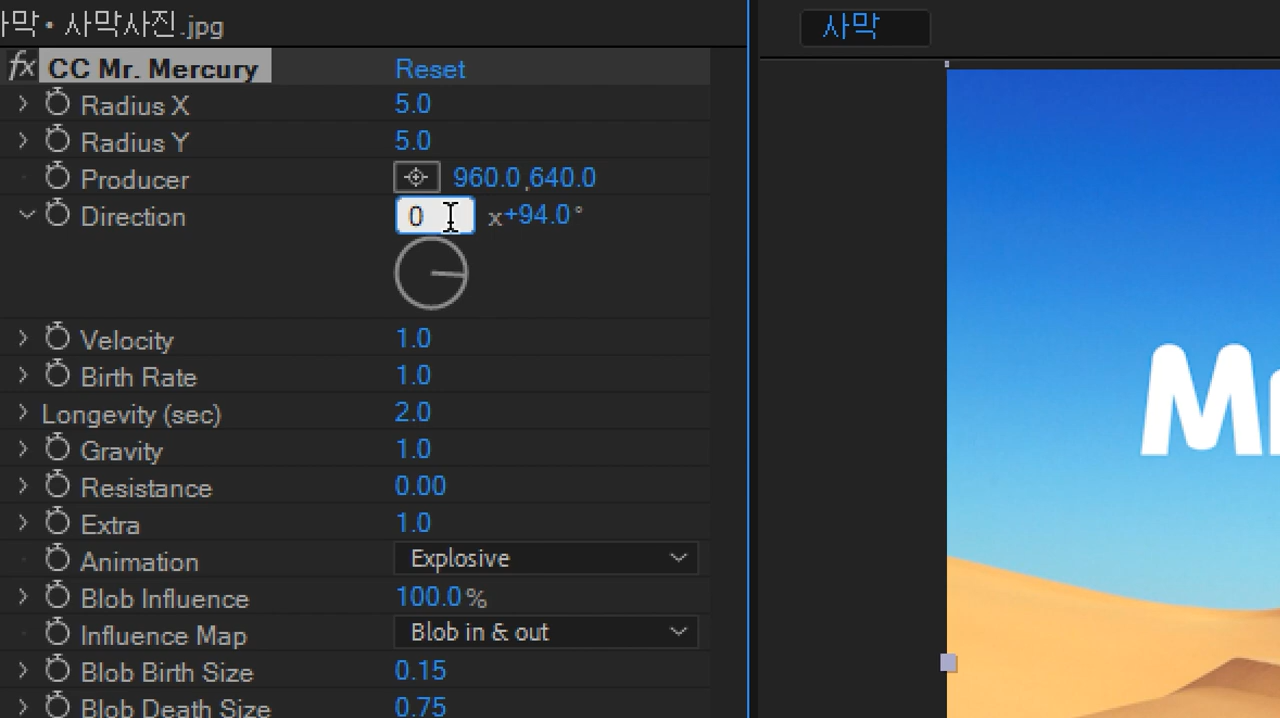 사막 • 사막사진.jpg
사막
fx CC Mr. Mercury Reset
Radius X 5.0
Radius Y 5.0
Producer 960.0,640.0
Direction 0 x+94.0°
Velocity 1.0
Birth Rate 1.0
Longevity (sec) 2.0
Gravity 1.0
Resistance 0.00
Extra 1.0
Animation Explosive
Blob Influence 100.0%
Influence Map Blob in & out
Blob Birth Size 0.15
Blob Death Size 0.75